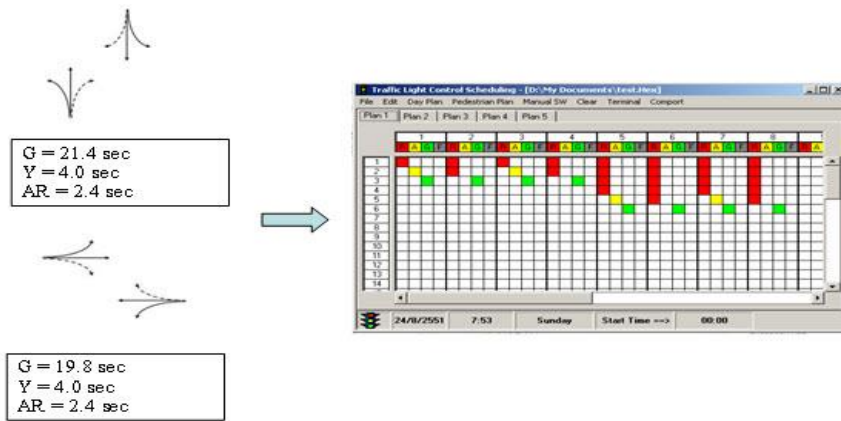 G = 21.4 sec
Y = 4.0 sec
AR = 2.4 sec
G = 19.8 sec
Y = 4.0 sec
AR = 2.4 sec
Traffic Light Control Scheduling - [D:\My Documents\test.Hex]
File Edit Day Plan Pedestrian Plan Manual SW Clear Terminal Comport
Plan 1 Plan 2 Plan 3 Plan 4 Plan 5
1 2 3 4 5 6 7 8
R A G F R A G F R A G F R A G F R A G F R A G F R A G F R A G F R A
1
2
3
4
5
6
7
8
9
10
11
12
13
14
24/8/2551 7:53 Sunday Start Time ==> 00:00